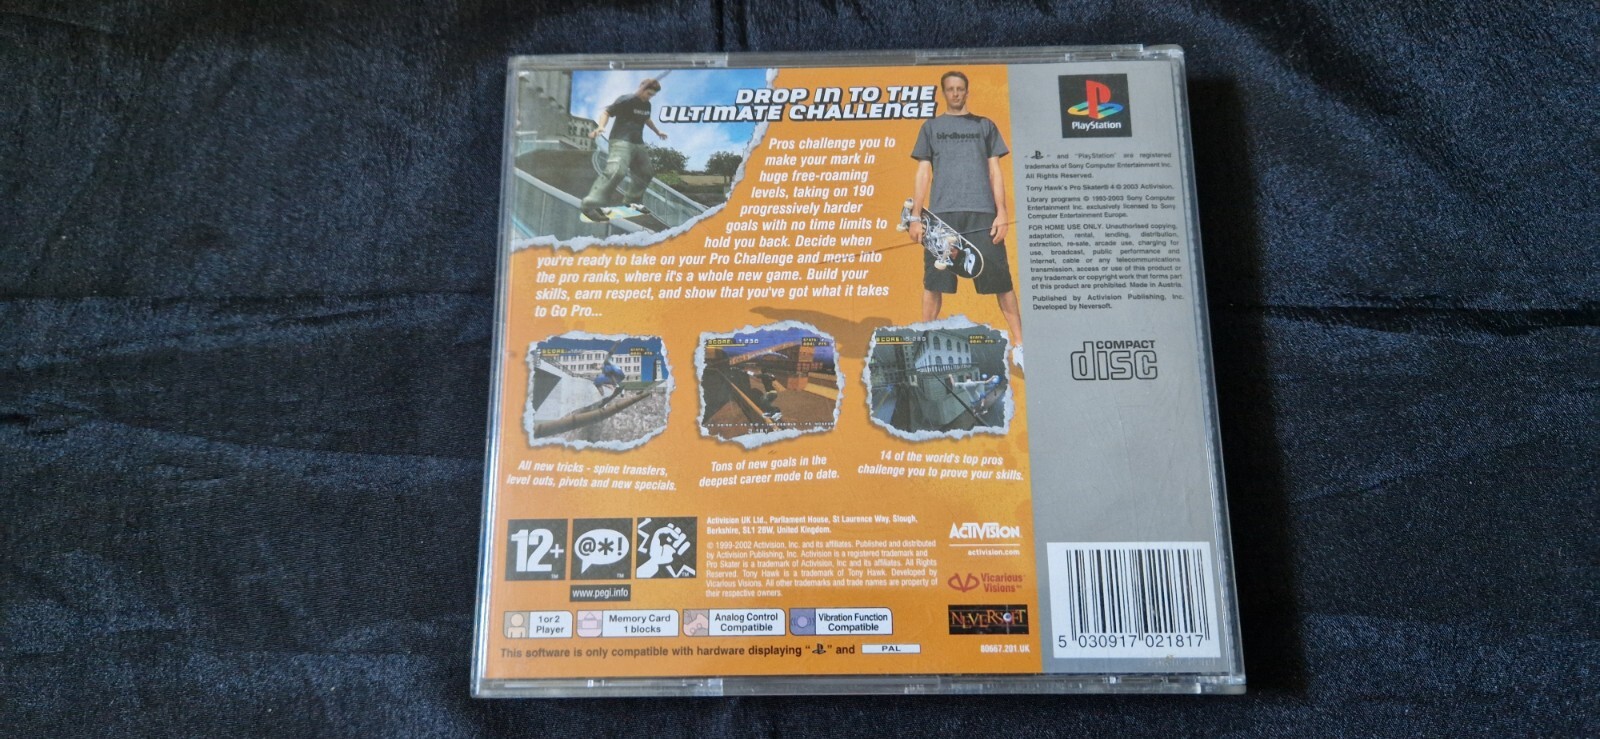 DROP IN TO THE
ULTIMATE CHALLENGE
Pros challenge you to
make your mark in
huge free-roaming
levels, taking on 190
progressively harder
goals with no time limits to
hold you back. Decide when
you're ready to take on your Pro Challenge and move into
the pro ranks, where it's a whole new game. Build your
skills, earn respect, and show that you've got what it takes
to Go Pro...
birdhouse
SCORE:
SCORE:
SCORE:
All new tricks - spine transfers,
level outs, pivots and new specials.
Tons of new goals in the
deepest career mode to date.
14 of the world's top pros
challenge you to prove your skills.
12+
TM
@*!
TM
TM
www.pegi.info
Activision UK Ltd., Parliament House, St Laurence Way, Slough,
Berkshire, SL1 2BW, United Kingdom.
© 1999-2002 Activision, Inc. and its affiliates. Published and distributed
by Activision Publishing, Inc. Activision is a registered trademark and
Pro Skater is a trademark of Activision, Inc and its affiliates. All Rights
Reserved. Tony Hawk is a trademark of Tony Hawk. Developed by
Vicarious Visions. All other trademarks and trade names are property of
their respective owners.
ACTIVISION
activision.com
Vicarious
Visions™
NEVERSOFT
1 or 2
Player
Memory Card
1 blocks
Analog Control
Compatible
Vibration Function
Compatible
This software is only compatible with hardware displaying " " and PAL
80667.201.UK
PlayStation
" " and "PlayStation" are registered
trademarks of Sony Computer Entertainment Inc.
All Rights Reserved.
Tony Hawk's Pro Skater® 4 © 2003 Activision.
Library programs © 1993-2003 Sony Computer
Entertainment Inc. exclusively licensed to Sony
Computer Entertainment Europe.
FOR HOME USE ONLY. Unauthorised copying,
adaptation, rental, lending, distribution,
extraction, re-sale, arcade use, charging for
use, broadcast, public performance and
internet, cable or any telecommunications
transmission, access or use of this product or
any trademark or copyright work that forms part
of this product are prohibited. Made in Austria.
Published by Activision Publishing, Inc.
Developed by Neversoft.
COMPACT
disc
5 030917 021817